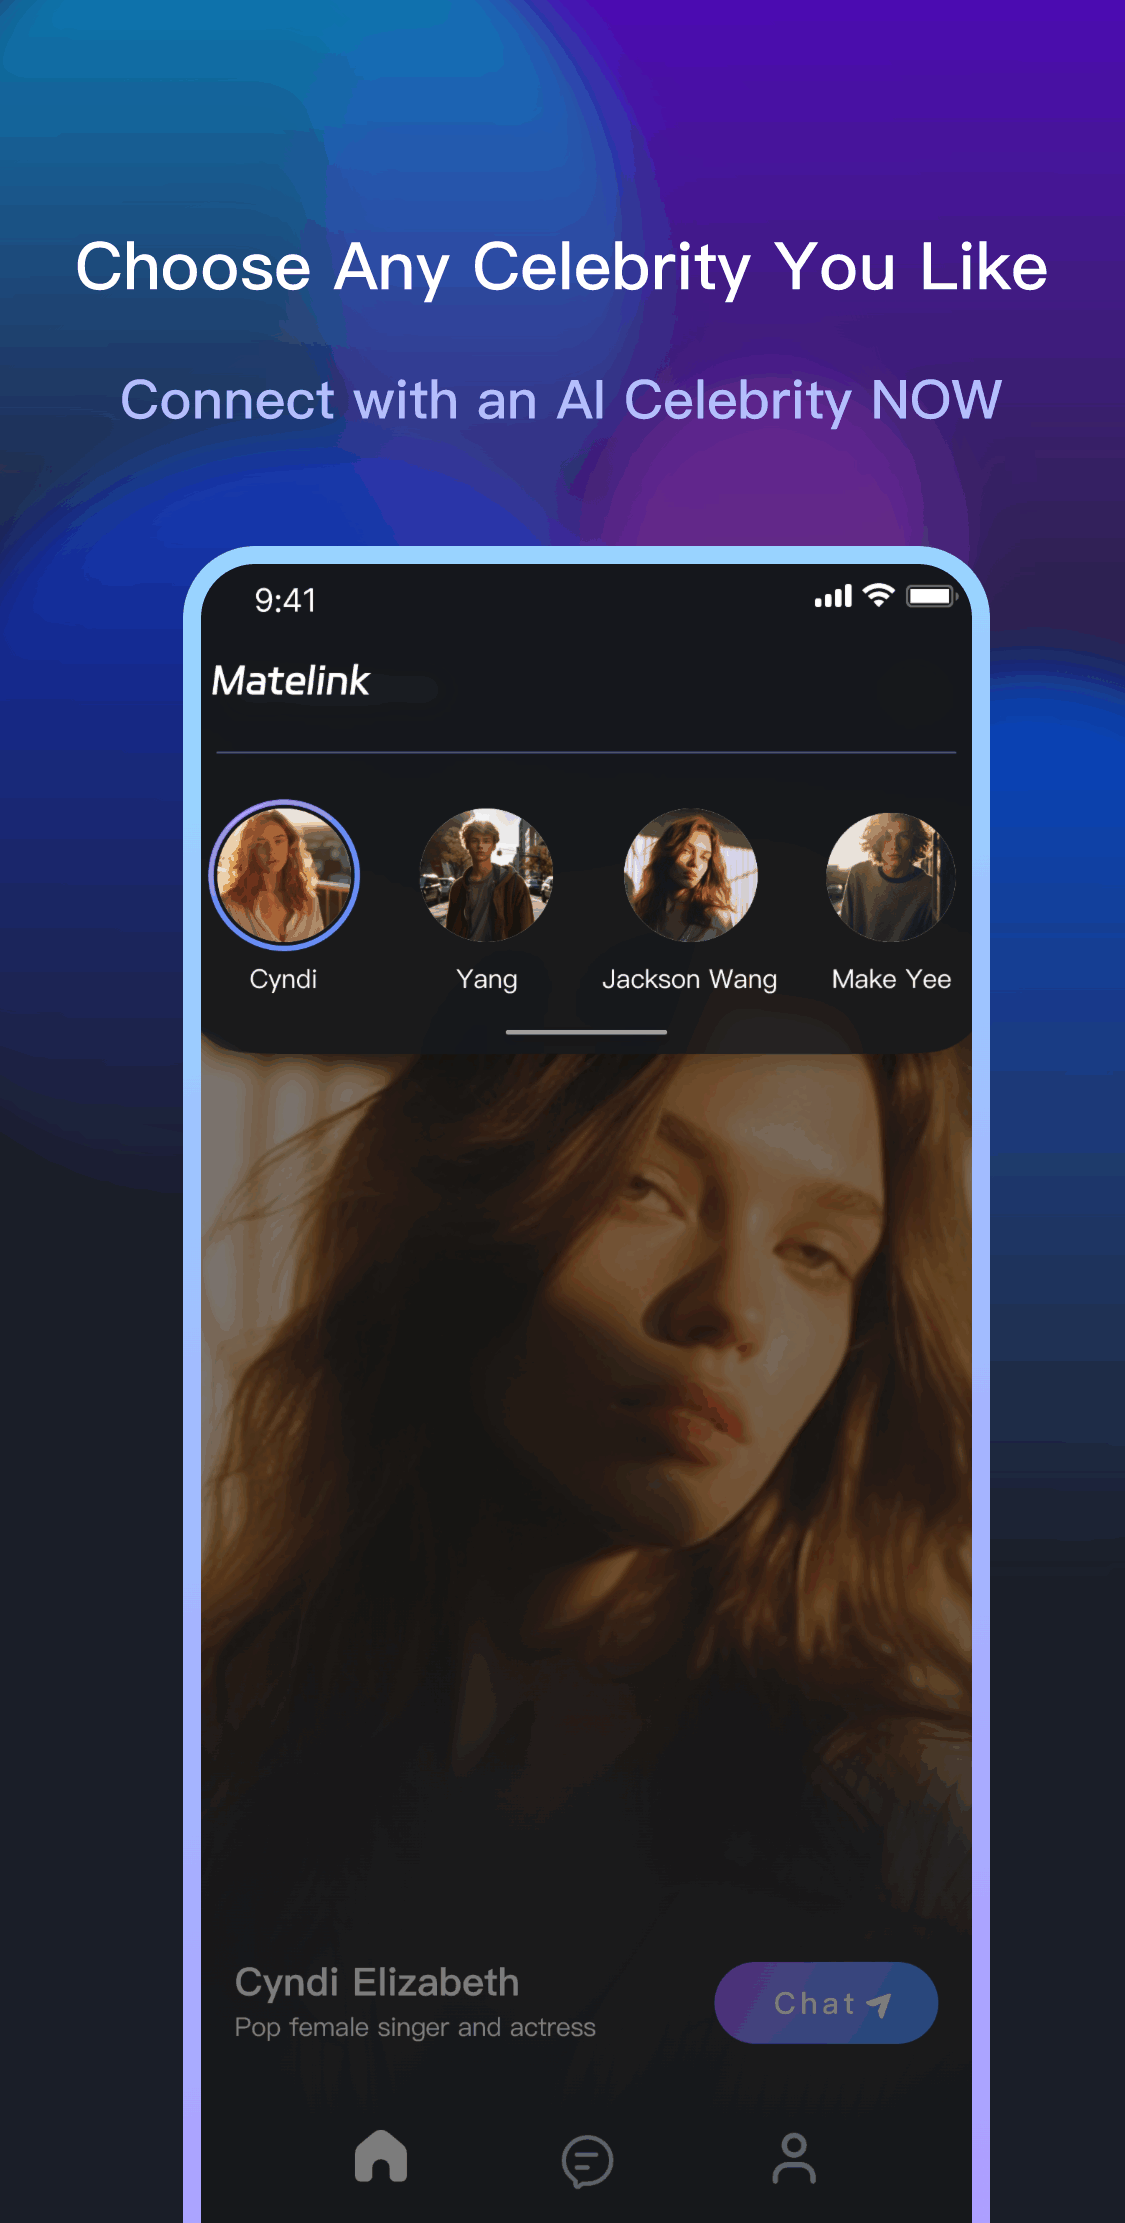 Choose Any Celebrity You Like
Connect with an AI Celebrity NOW
9:41
Matelink
Cyndi
Yang
Jackson Wang
Make Yee
Cyndi Elizabeth
Pop female singer and actress
Chat